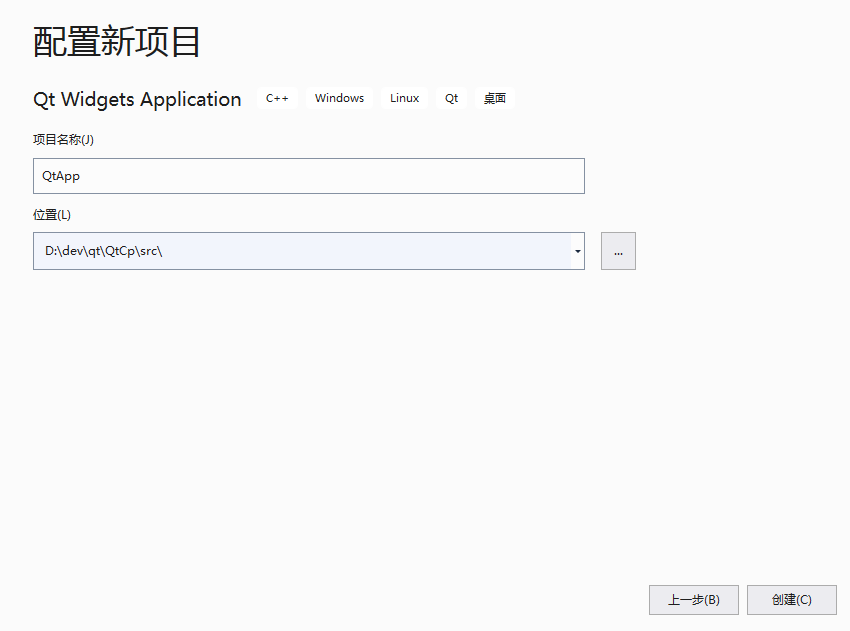 配置新项目
Qt Widgets Application C++ Windows Linux Qt 桌面
项目名称(J)
QtApp
位置(L)
D:\dev\qt\QtCp\src\
...
上一步(B) 创建(C)